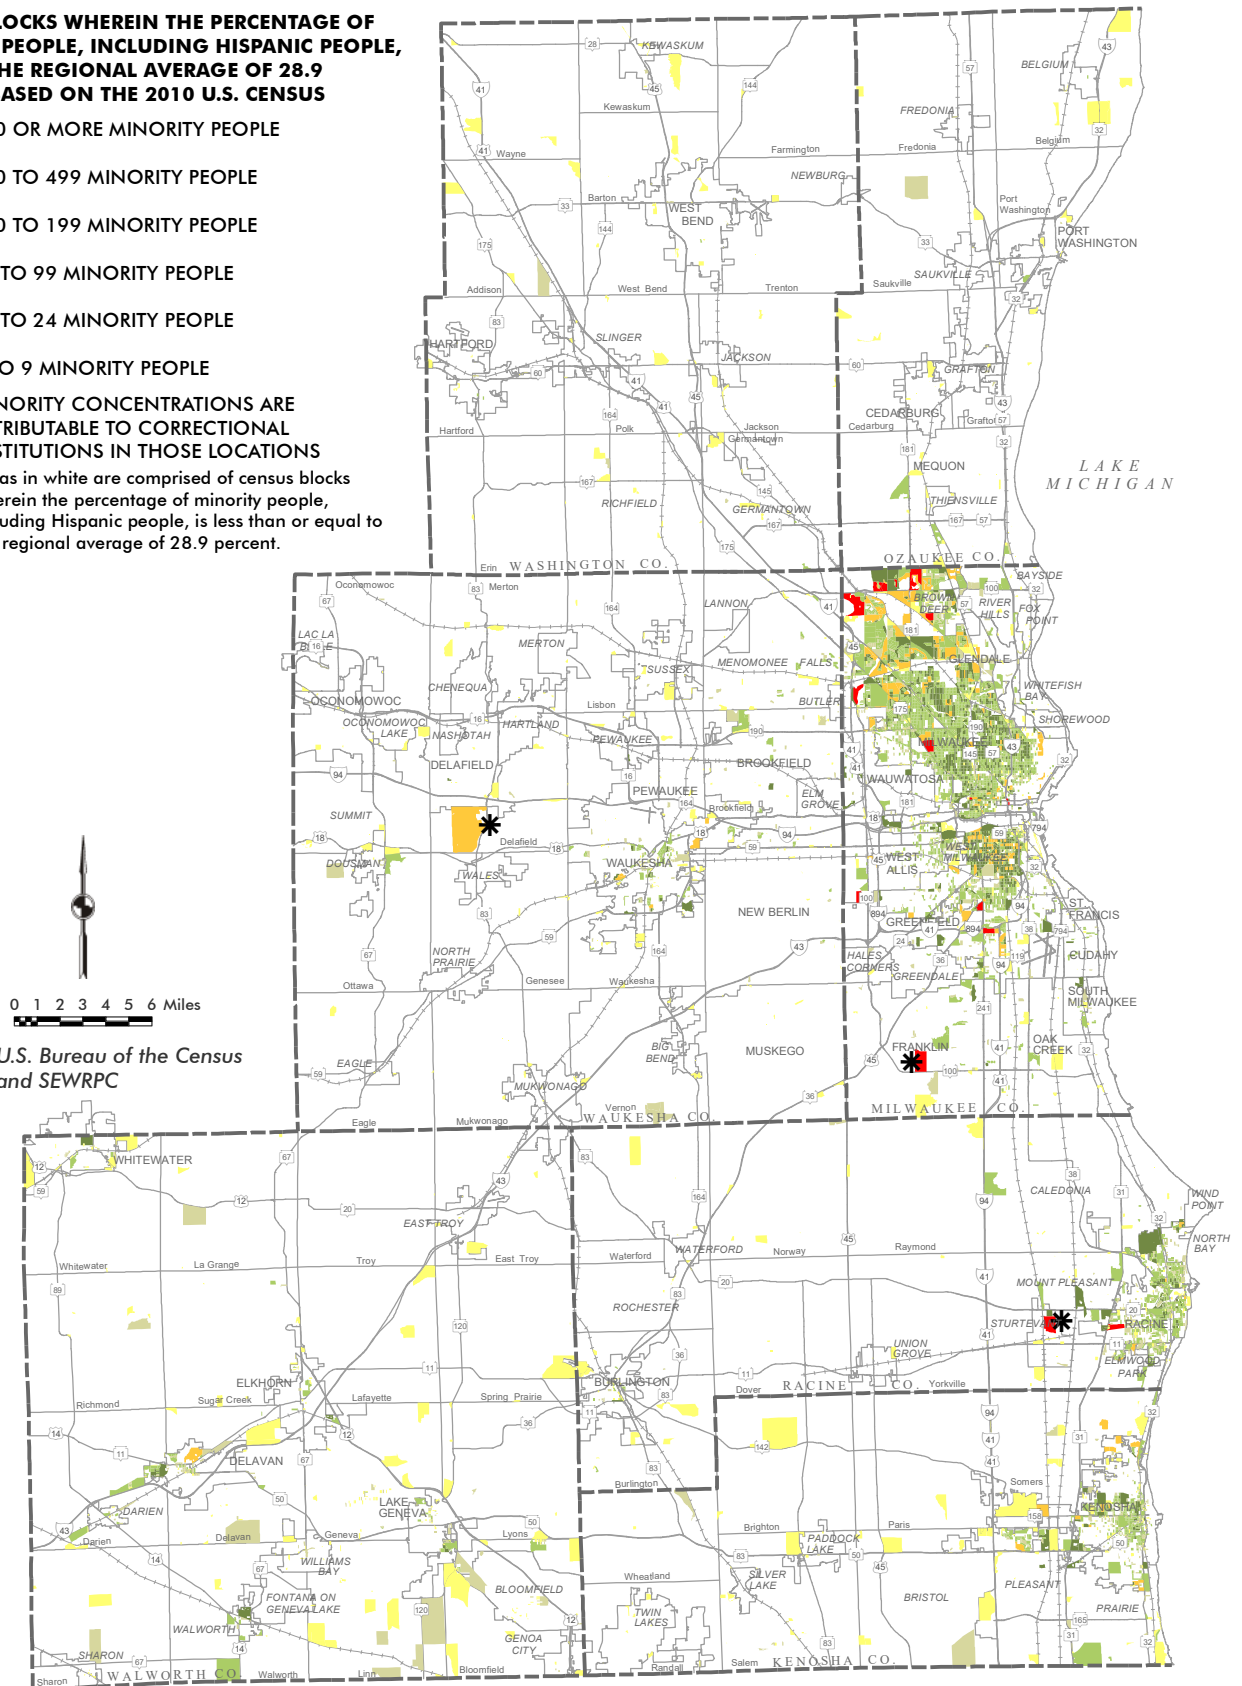 LOCKS WHEREIN THE PERCENTAGE OF
PEOPLE, INCLUDING HISPANIC PEOPLE,
HE REGIONAL AVERAGE OF 28.9
ASED ON THE 2010 U.S. CENSUS
0 OR MORE MINORITY PEOPLE
0 TO 499 MINORITY PEOPLE
0 TO 199 MINORITY PEOPLE
TO 99 MINORITY PEOPLE
TO 24 MINORITY PEOPLE
O 9 MINORITY PEOPLE
NORITY CONCENTRATIONS ARE
TRIBUTABLE TO CORRECTIONAL
STITUTIONS IN THOSE LOCATIONS
as in white are comprised of census blocks
erein the percentage of minority people,
luding Hispanic people, is less than or equal to
regional average of 28.9 percent.
0 1 2 3 4 5 6 Miles
U.S. Bureau of the Census
and SEWRPC
KEWASKUM
Kewaskum
Wayne
Farmington
Fredonia
Belgium
BELGIUM
FREDONIA
NEWBURG
Barton
WEST
BEND
Port
Washington
PORT
WASHINGTON
SAUKVILLE
Saukville
Addison
West Bend
Trenton
HARTFORD
SLINGER
JACKSON
GRAFTON
CEDARBURG
Cedarburg
Grafto
Hartford
Polk
Jackson
Germantown
MEQUON
THIENSVILLE
RICHFIELD
GERMANTOWN
LAKE
MICHIGAN
Erin
WASHINGTON CO.
OZAUKEE CO.
Oconomowoc
Merton
LANNON
BAYSIDE
BROWN
DEER
RIVER
HILLS
FOX
POINT
LAC LA
MERTON
SUSSEX
MENOMONEE FALLS
GLENDALE
CHENEQUA
OCONOMOWOC
OCONOMOWOC
LAKE
NASHOTAH
HARTLAND
Lisbon
BUTLER
WHITEFISH
BAY
SHOREWOOD
PEWAUKEE
MILWAUKEE
DELAFIELD
BROOKFIELD
WAUWATOSA
PEWAUKEE
ELM
GROVE
Brookfield
SUMMIT
Delafield
DOUSMAN
WALES
WAUKESHA
WEST
MILWAUKEE
WEST
ALLIS
NEW BERLIN
GREENFIELD
ST.
FRANCIS
NORTH
PRAIRIE
HALES
CORNERS
GREENDALE
CUDAHY
Ottawa
Genesee
Waukesha
SOUTH
MILWAUKEE
BIG
BEND
MUSKEGO
FRANKLIN
OAK
CREEK
EAGLE
MUKWONAGO
Eagle
Mukwonago
Vernon
WAUKESHA CO.
MILWAUKEE CO.
WHITEWATER
CALEDONIA
WIND
POINT
NORTH
BAY
EAST TROY
WATERFORD
Whitewater
La Grange
Troy
East Troy
Waterford
Norway
Raymond
MOUNT PLEASANT
ROCHESTER
STURTEVA
RACINE
UNION
GROVE
ELMWOOD
PARK
ELKHORN
BURLINGTON
Richmond
Sugar Creek
Lafayette
Spring Prairie
Dover
RACINE CO.
Yorkville
DELAVAN
Burlington
Somers
DARIEN
LAKE
GENEVA
KENOSHA
Darien
Delavan
Geneva
Lyons
Brighton
Paris
PADDOCK
LAKE
WILLIAMS
BAY
Wheatland
SILVER
LAKE
PLEASANT
PRAIRIE
FONTANA ON
GENEVA LAKE
BLOOMFIELD
TWIN
LAKES
BRISTOL
WALWORTH
SHARON
GENOA
CITY
Sharon
WALWORTH CO.
Walworth
Linn
Bloomfield
Randall
Salem
KENOSHA CO.